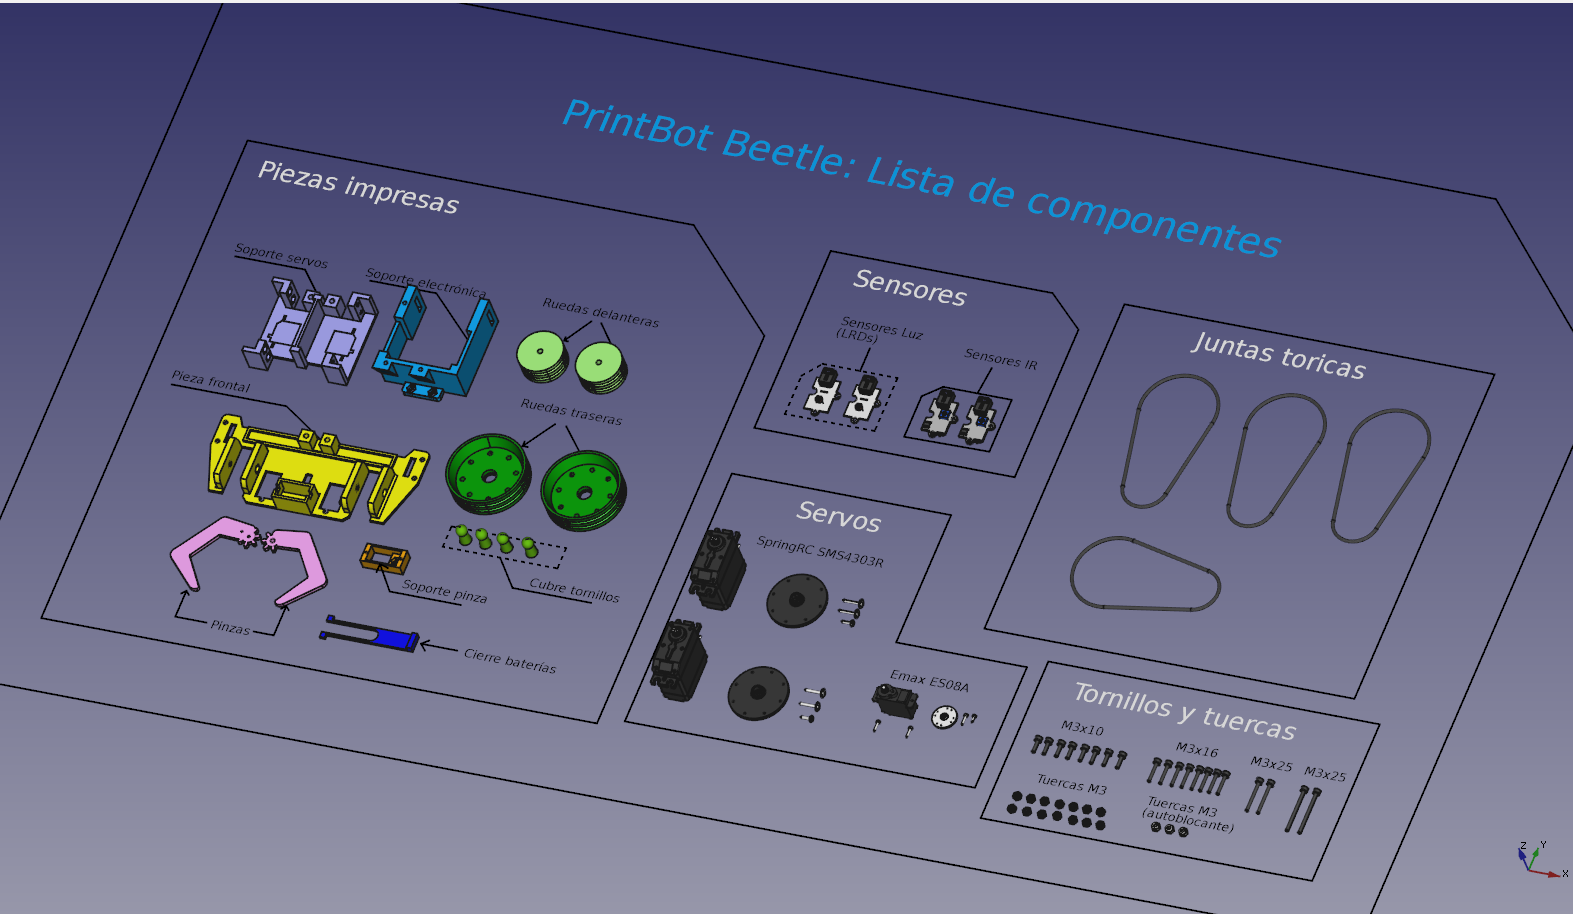 PrintBot Beetle: Lista de componentes
Piezas impresas
Soporte servos
Soporte electrónica
Ruedas delanteras
Pieza frontal
Ruedas traseras
Cubre tornillos
Soporte pinza
Pinzas
Cierre baterías
Sensores
Sensores Luz
(LRDs)
Sensores IR
Servos
SpringRC SMS4303R
Emax ES08A
Juntas toricas
Tornillos y tuercas
M3x10
M3x16
M3x25
M3x25
Tuercas M3
Tuercas M3
(autoblocante)
Z
Y
X